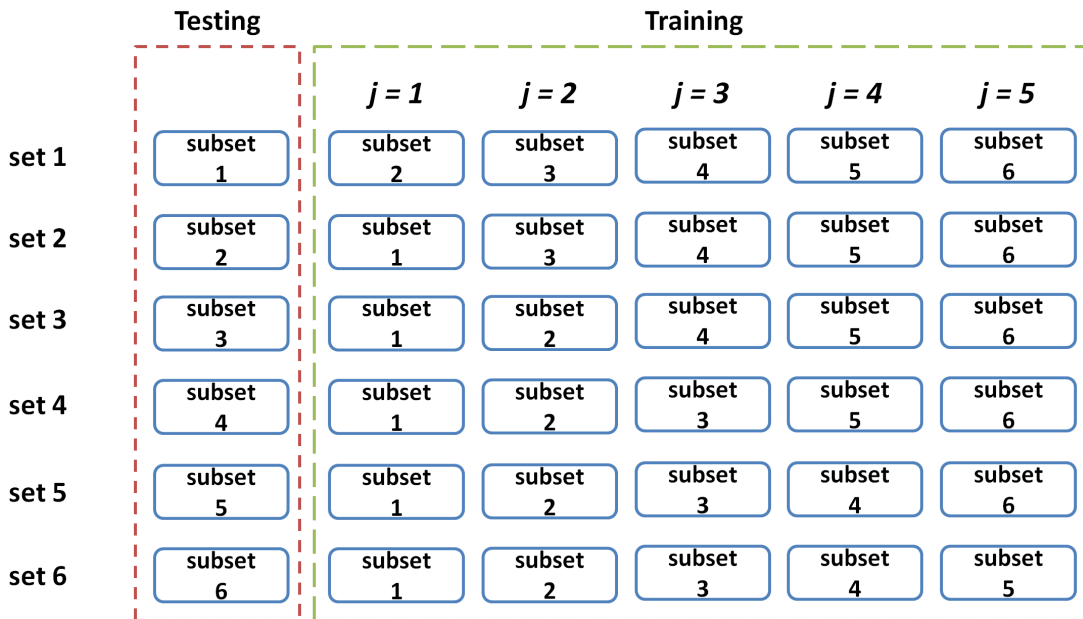 Testing Training
j = 1 j = 2 j = 3 j = 4 j = 5
set 1 subset 1 subset 2 subset 3 subset 4 subset 5 subset 6
set 2 subset 2 subset 1 subset 3 subset 4 subset 5 subset 6
set 3 subset 3 subset 1 subset 2 subset 4 subset 5 subset 6
set 4 subset 4 subset 1 subset 2 subset 3 subset 5 subset 6
set 5 subset 5 subset 1 subset 2 subset 3 subset 4 subset 6
set 6 subset 6 subset 1 subset 2 subset 3 subset 4 subset 5